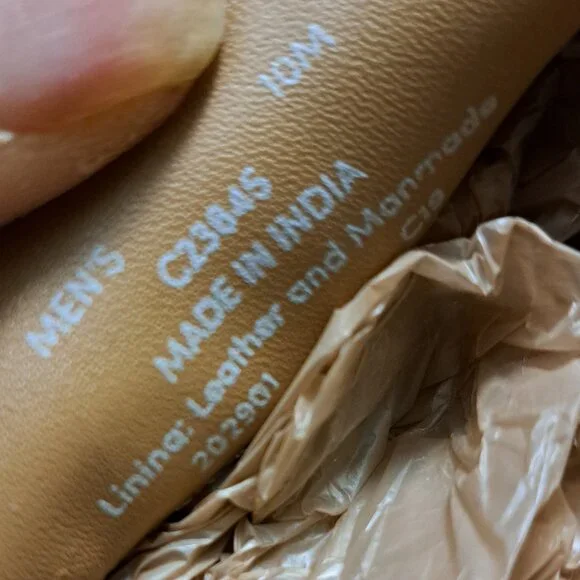 MEN'S 10M
C23845
MADE IN INDIA
Lining: Leather and Manmade
202901 C19